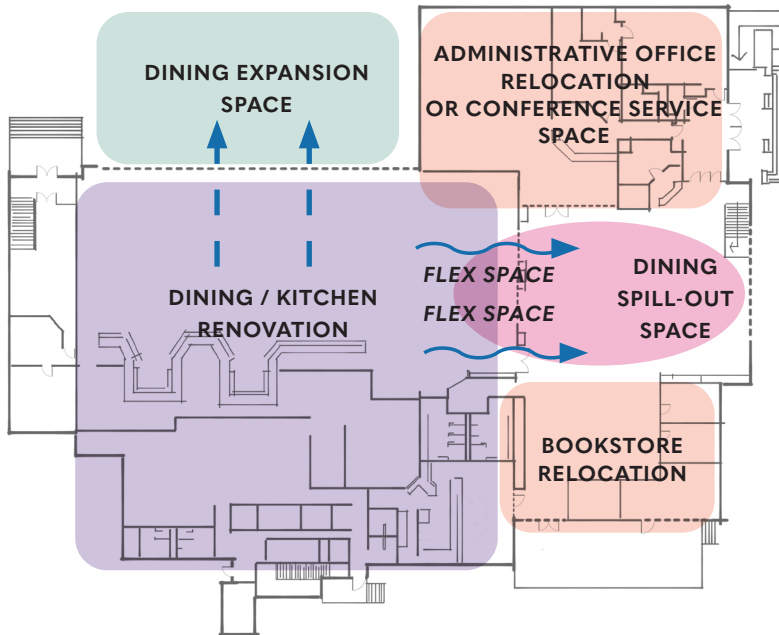 DINING EXPANSION
SPACE
ADMINISTRATIVE OFFICE
RELOCATION
OR CONFERENCE SERVICE
SPACE
FLEX SPACE
FLEX SPACE
DINING
SPILL-OUT
SPACE
DINING / KITCHEN
RENOVATION
BOOKSTORE
RELOCATION